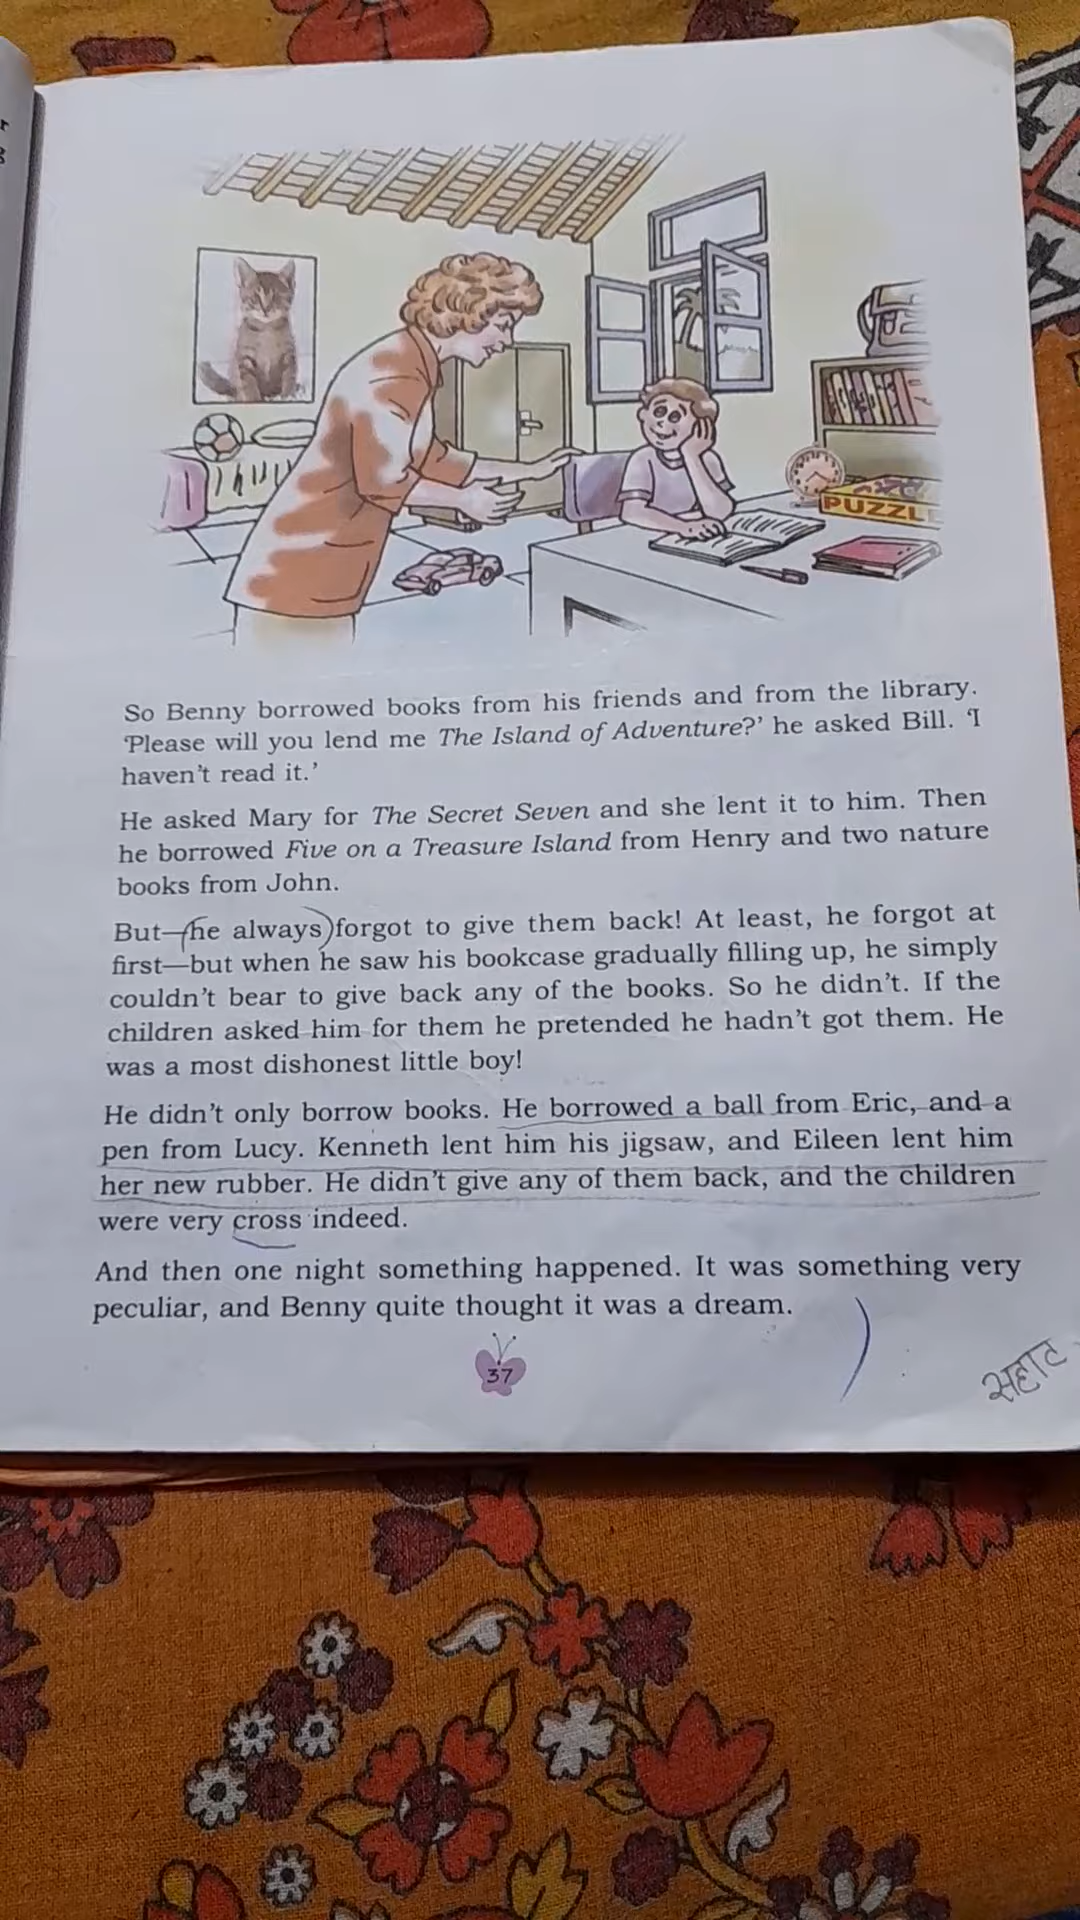 PUZZL
So Benny borrowed books from his friends and from the library.
‘Please will you lend me The Island of Adventure?’ he asked Bill. ‘I
haven’t read it.’
He asked Mary for The Secret Seven and she lent it to him. Then
he borrowed Five on a Treasure Island from Henry and two nature
books from John.
But—he always forgot to give them back! At least, he forgot at
first—but when he saw his bookcase gradually filling up, he simply
couldn’t bear to give back any of the books. So he didn’t. If the
children asked him for them he pretended he hadn’t got them. He
was a most dishonest little boy!
He didn’t only borrow books. He borrowed a ball from Eric, and a
pen from Lucy. Kenneth lent him his jigsaw, and Eileen lent him
her new rubber. He didn’t give any of them back, and the children
were very cross indeed.
And then one night something happened. It was something very
peculiar, and Benny quite thought it was a dream.
37